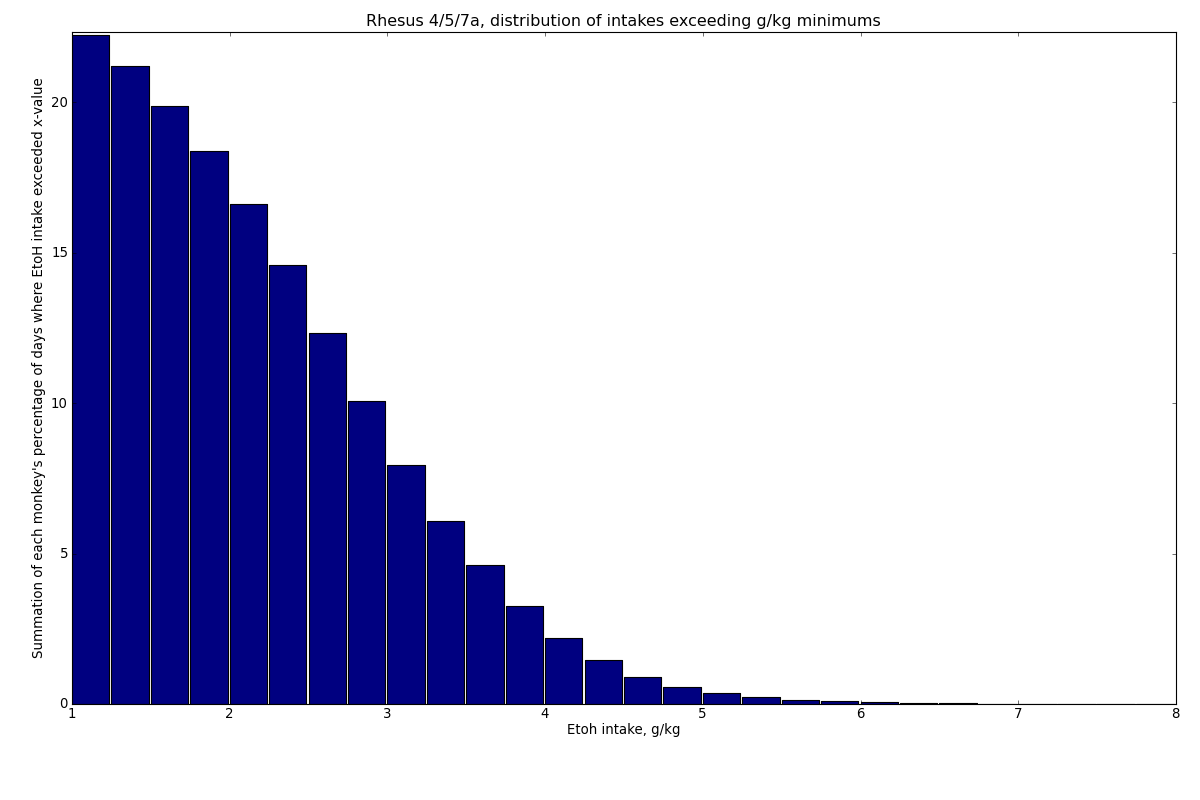 Rhesus 4/5/7a, distribution of intakes exceeding g/kg minimums
Summation of each monkey's percentage of days where EtoH intake exceeded x-value
20
15
10
5
0
1 2 3 4 5 6 7 8
Etoh intake, g/kg